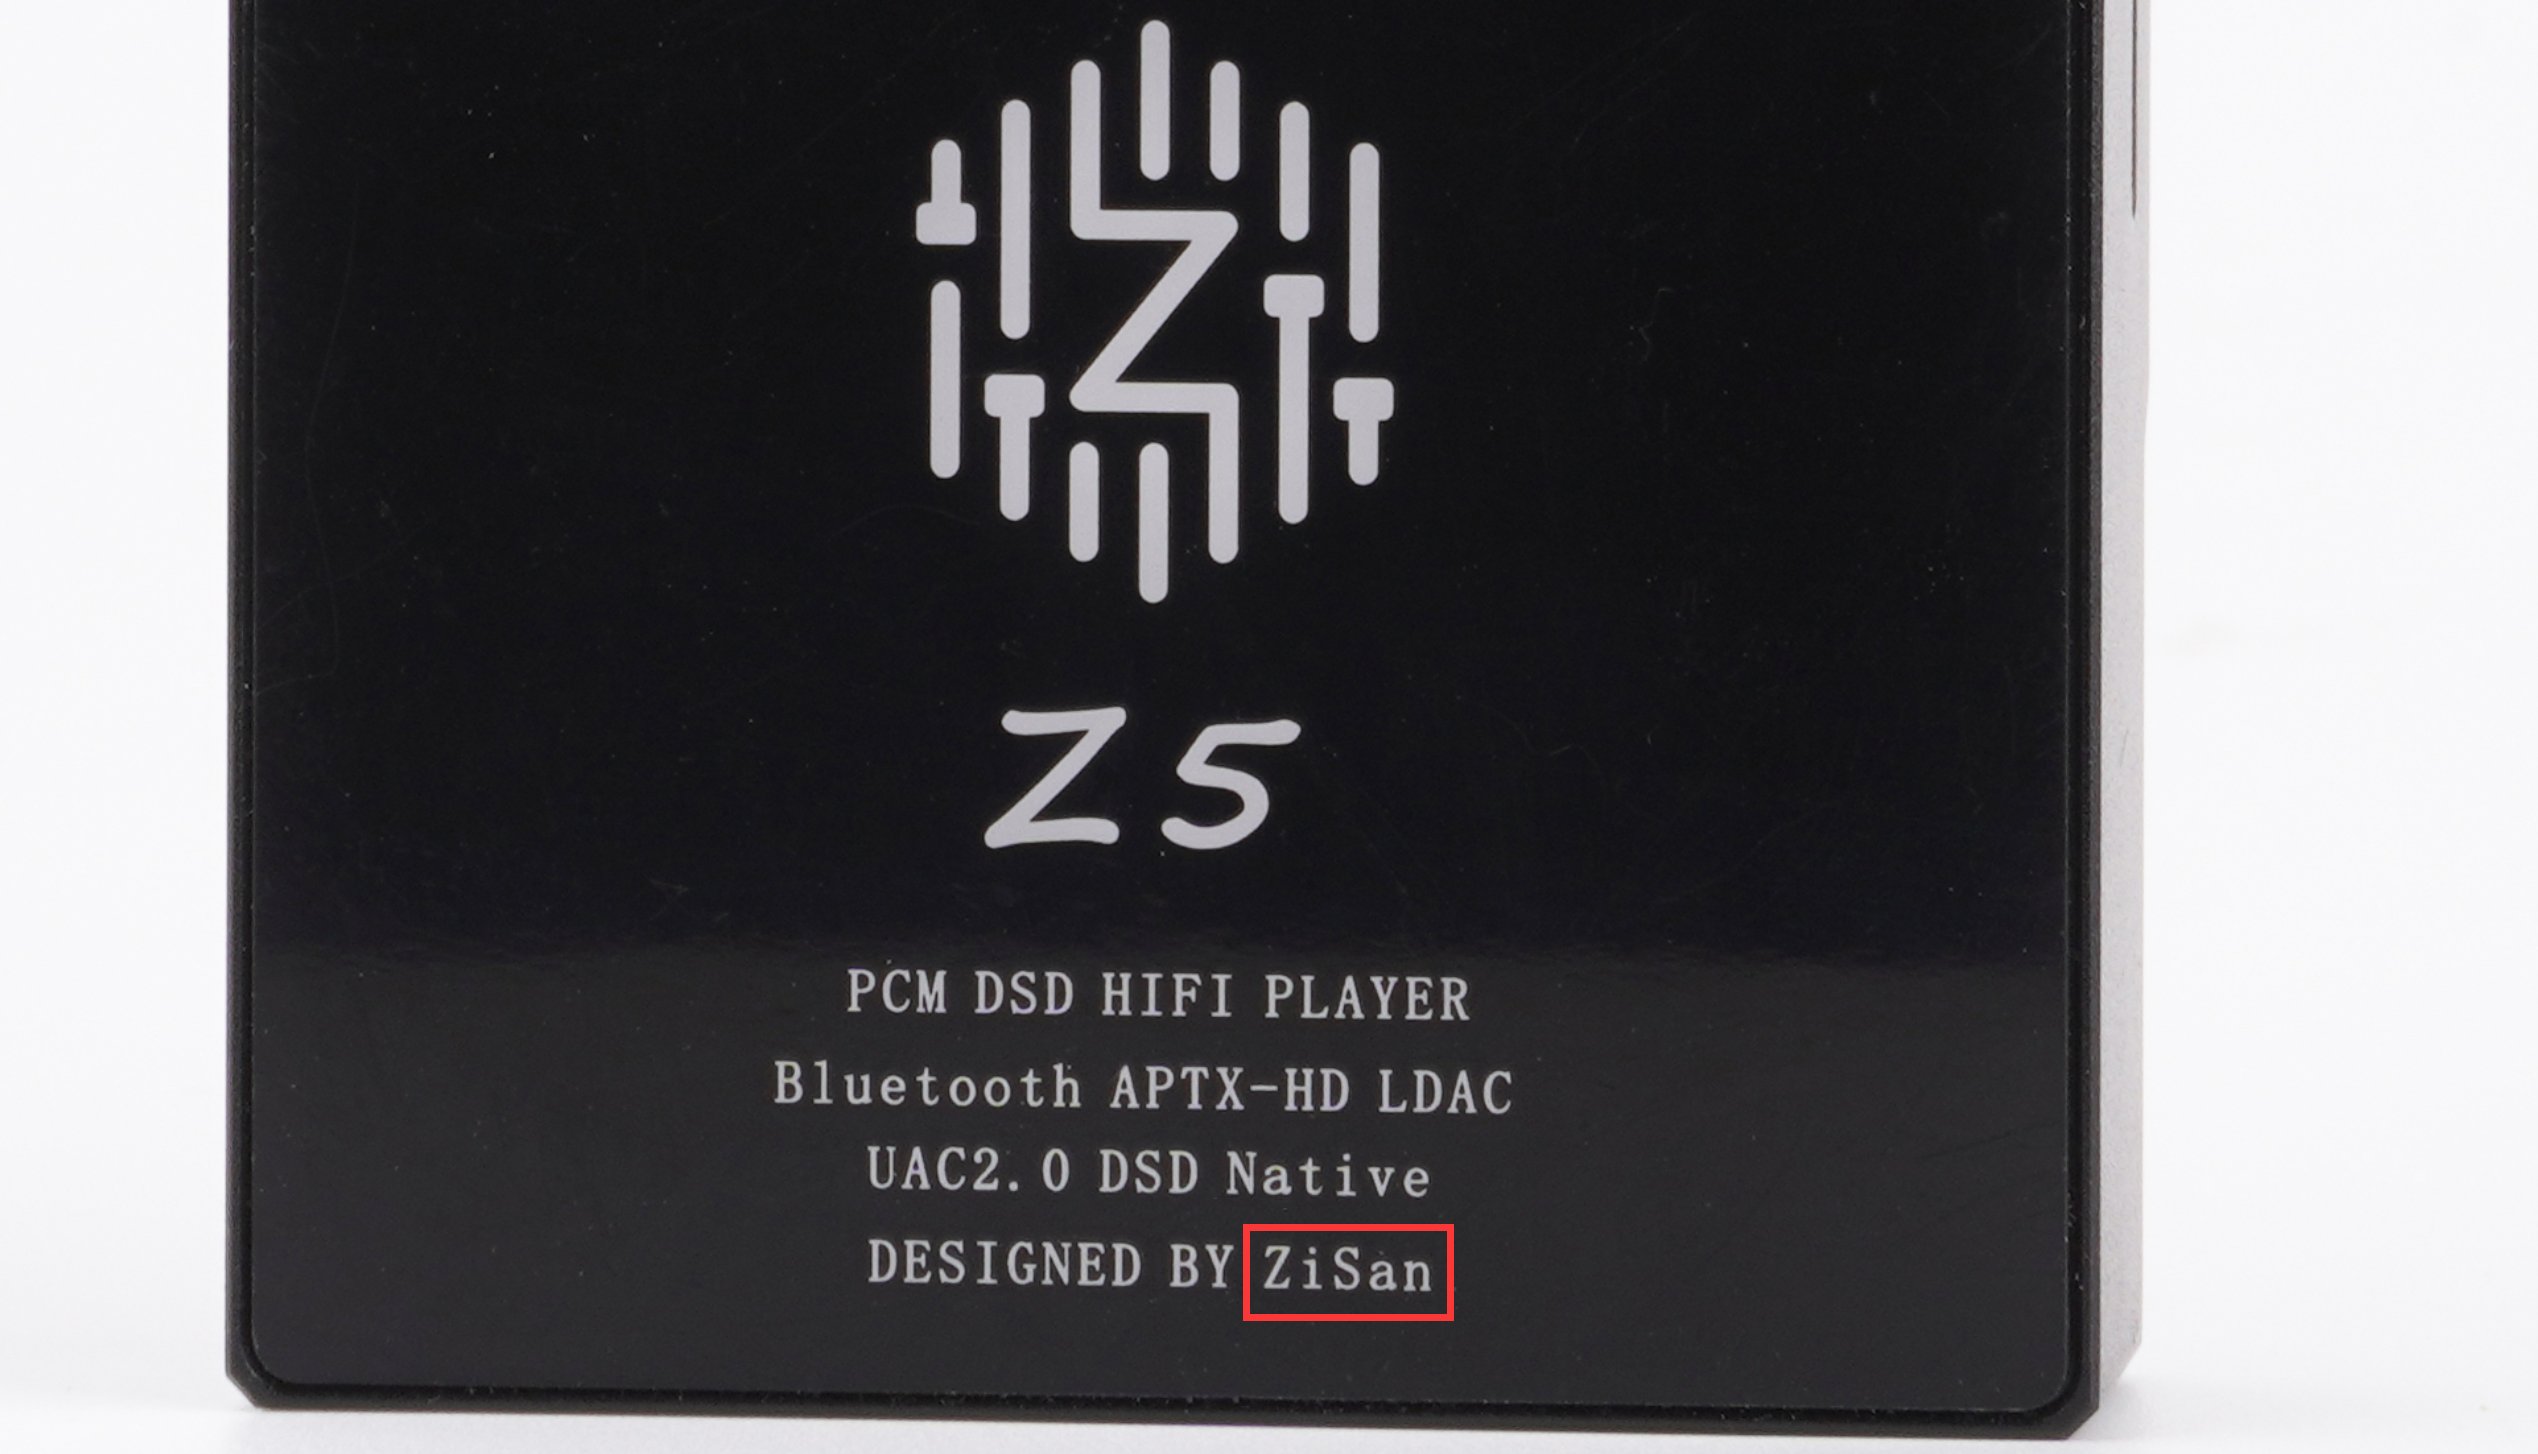 Z5
PCM DSD HIFI PLAYER
Bluetooth APTX-HD LDAC
UAC2.0 DSD Native
DESIGNED BY ZiSan